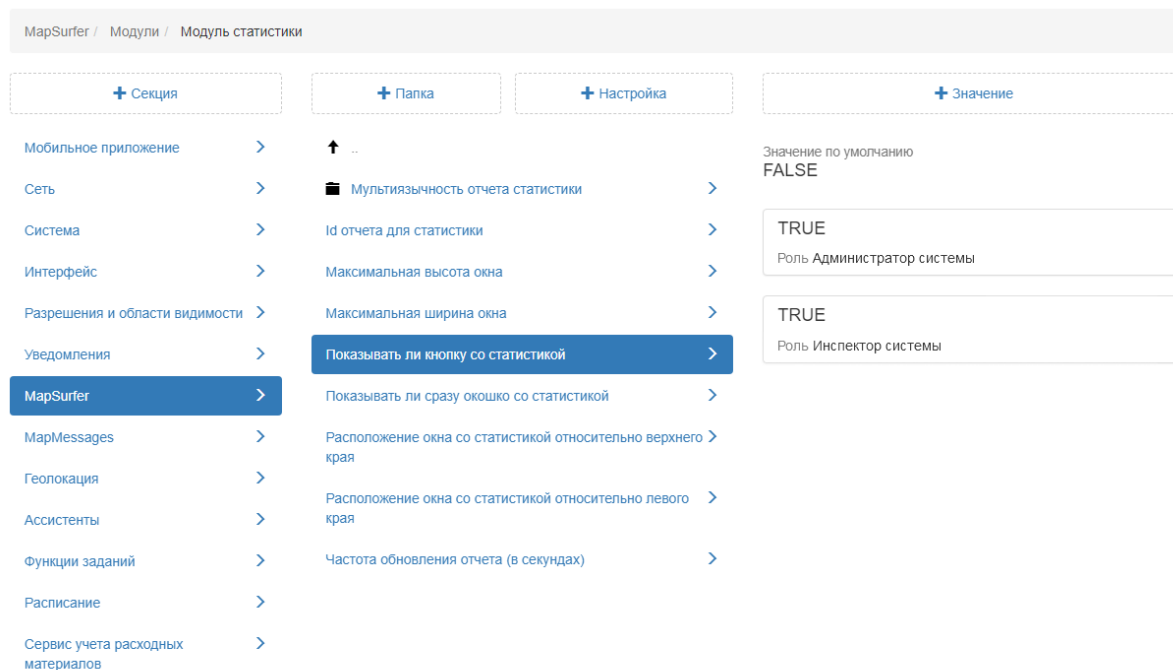 MapSurfer / Модули / Модуль статистики
+ Секция
+ Папка
+ Настройка
+ Значение
Мобильное приложение
Сеть
Система
Интерфейс
Разрешения и области видимости
Уведомления
MapSurfer
MapMessages
Геолокация
Ассистенты
Функции заданий
Расписание
Сервис учета расходных
материалов
..
Мультиязычность отчета статистики
Id отчета для статистики
Максимальная высота окна
Максимальная ширина окна
Показывать ли кнопку со статистикой
Показывать ли сразу окошко со статистикой
Расположение окна со статистикой относительно верхнего
края
Расположение окна со статистикой относительно левого
края
Частота обновления отчета (в секундах)
Значение по умолчанию
FALSE
TRUE
Роль Администратор системы
TRUE
Роль Инспектор системы